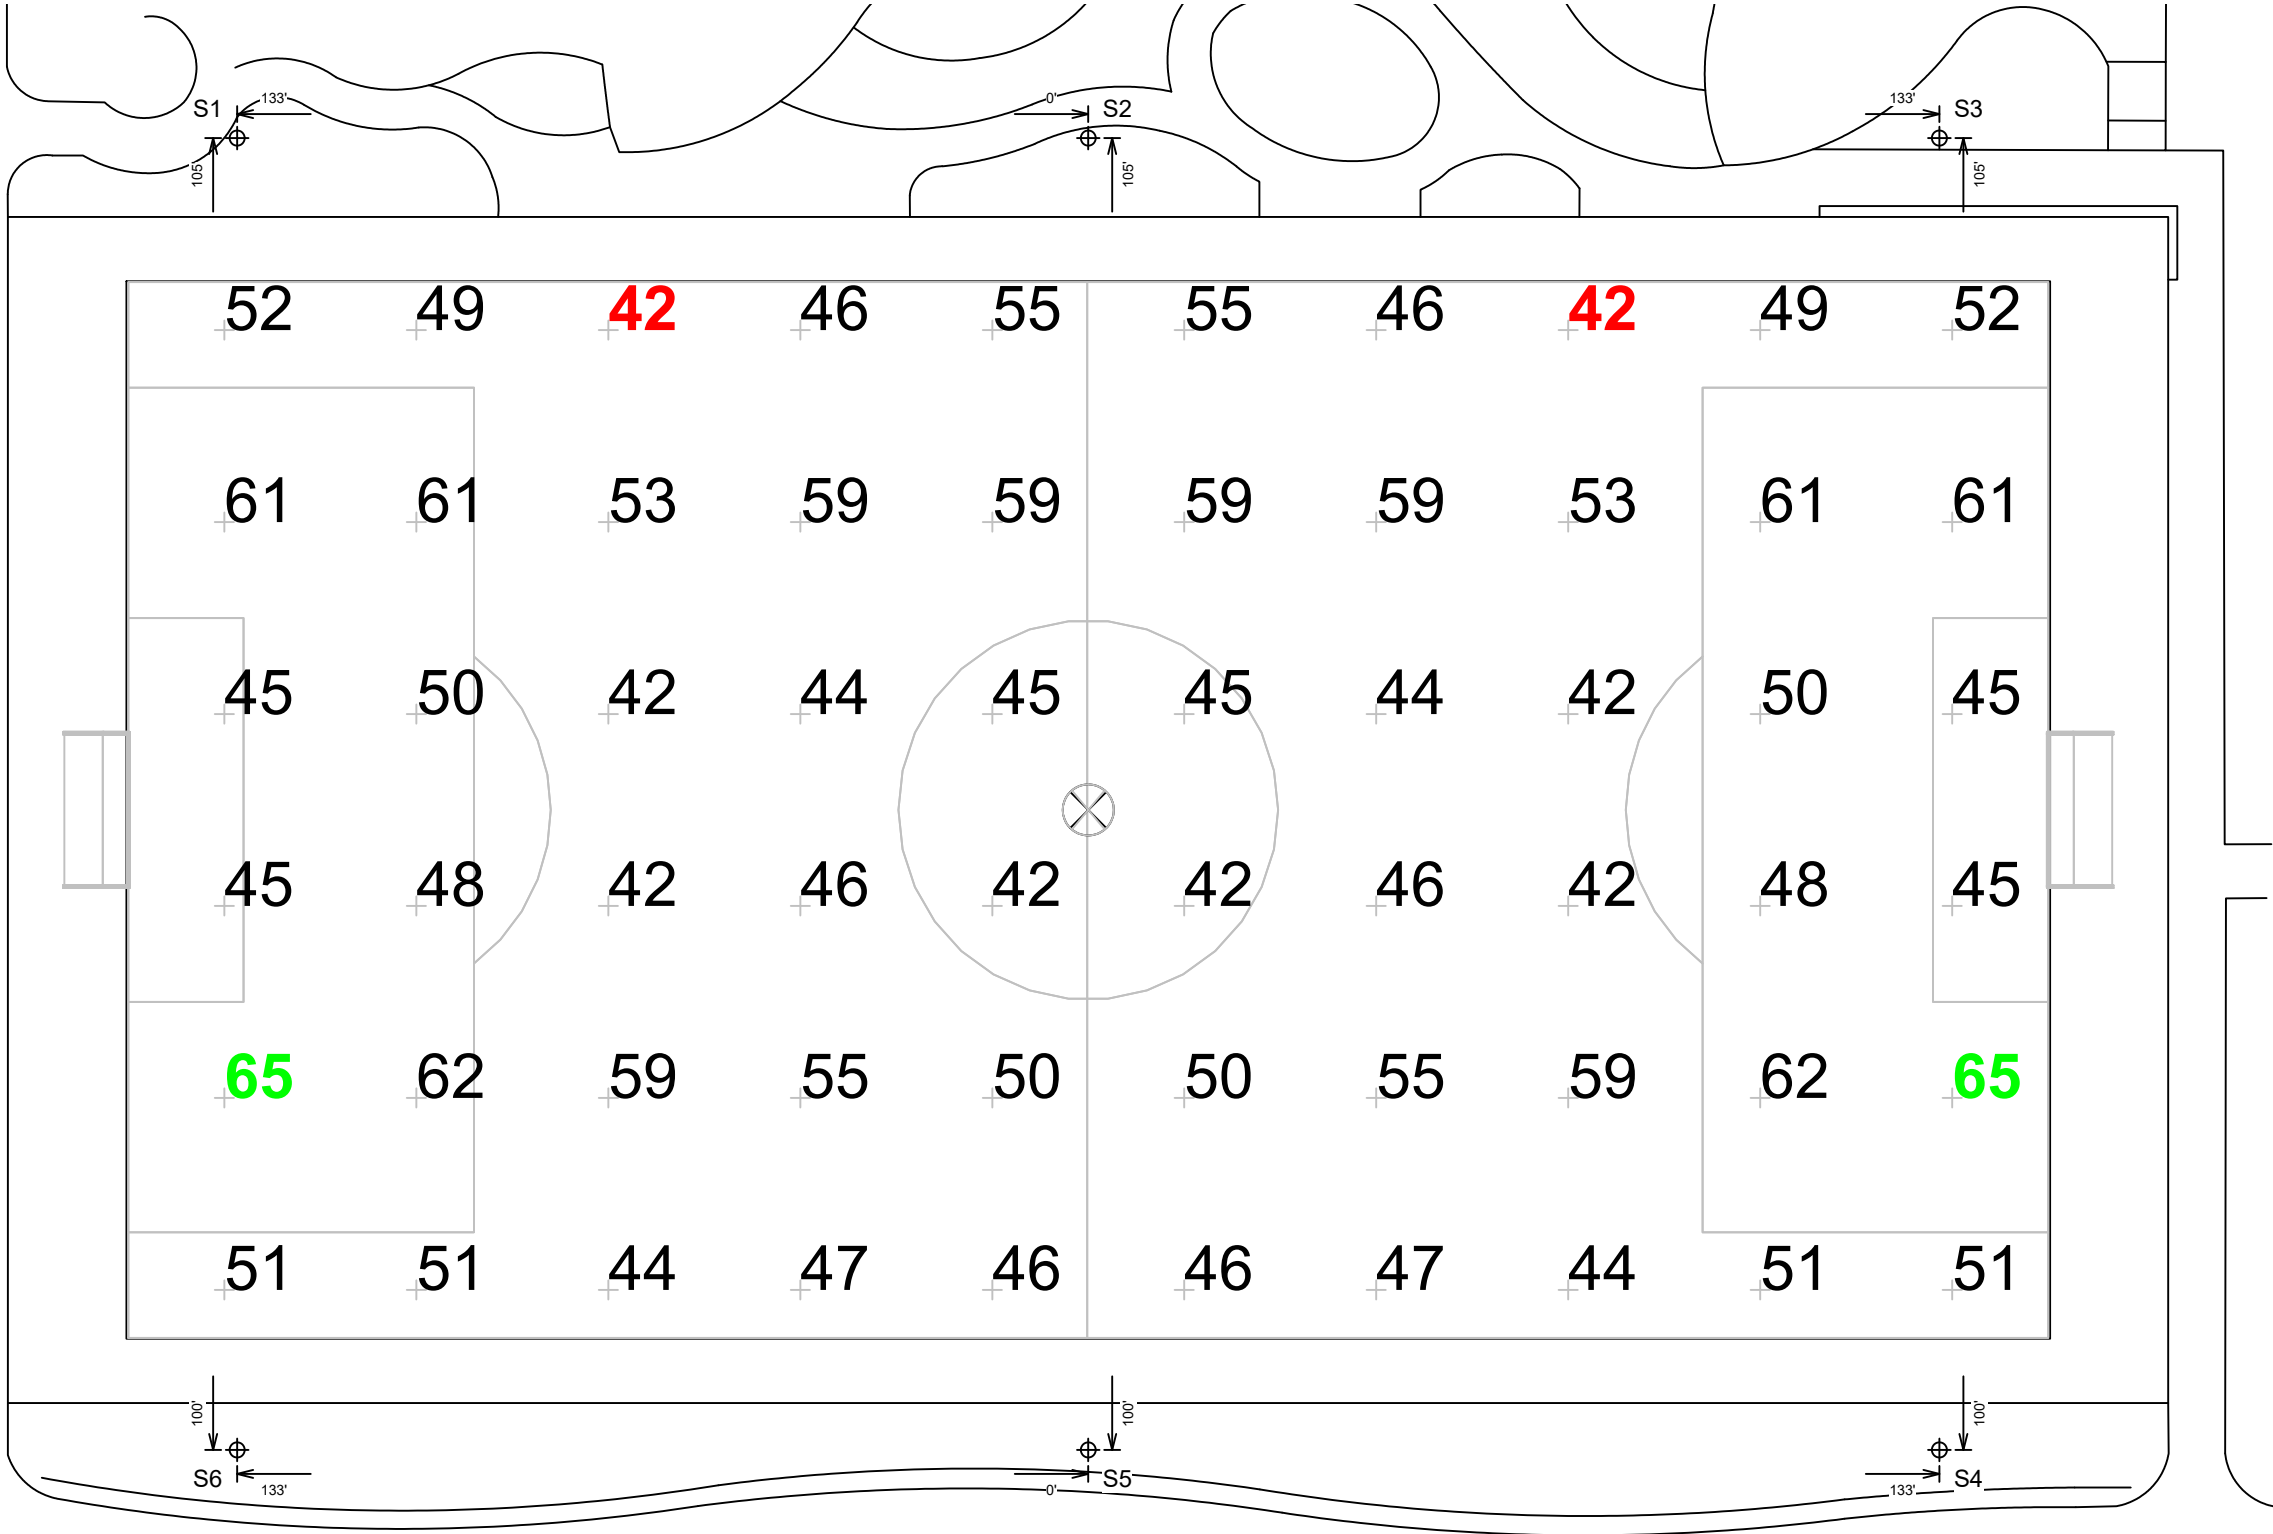 S1 133' 0' S2 133' S3
105' 105' 105'
52 49 42 46 55 55 46 42 49 52
61 61 53 59 59 59 59 53 61 61
45 50 42 44 45 45 44 42 50 45
45 48 42 46 42 42 46 42 48 45
65 62 59 55 50 50 55 59 62 65
51 51 44 47 46 46 47 44 51 51
100' 100' 100'
S6 133' 0' S5 133' S4